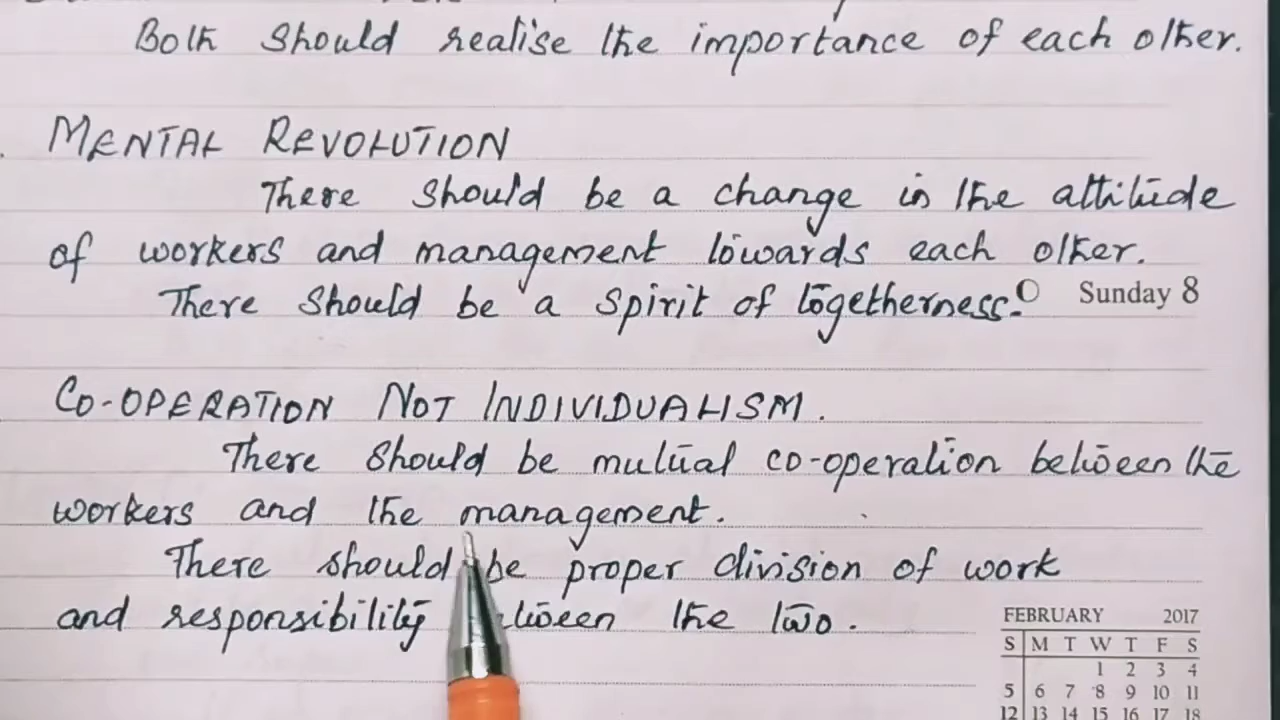 Both should realise the importance of each other.
MENTAL REVOLUTION
There should be a change in the attitude
of workers and management towards each other.
There should be a spirit of togetherness.
Sunday 8
CO-OPERATION NOT INDIVIDUALISM.
There should be mutual co-operation between the
workers and the management.
There should be proper division of work
and responsibility between the two.
FEBRUARY 2017
S M T W T F S
1 2 3 4
5 6 7 8 9 10 11
12 13 14 15 16 17 18